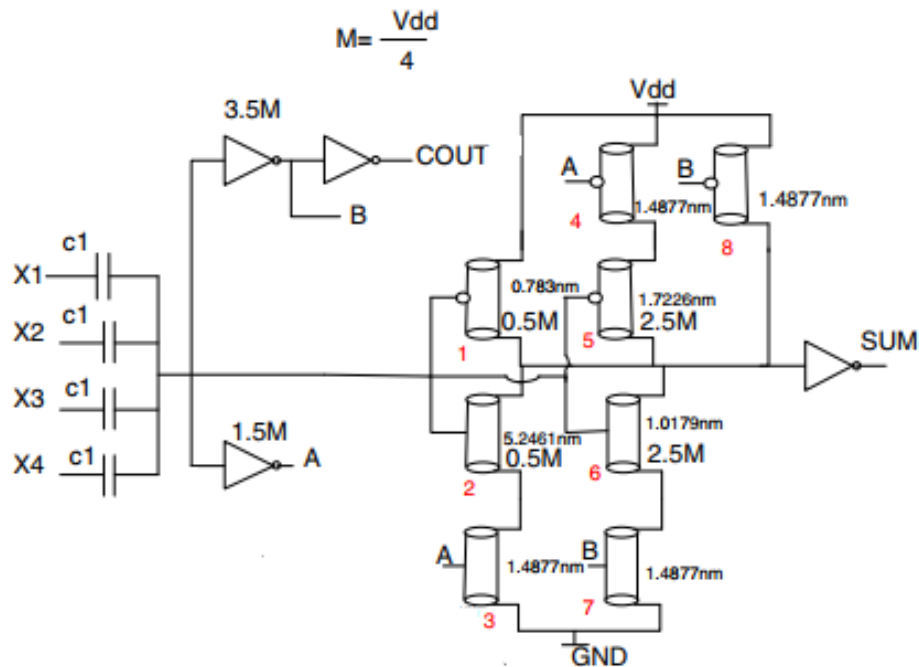 M= Vdd
4
Vdd
3.5M
COUT
A
B
1.4877nm
1.4877nm
B
4
8
c1
X1
0.783nm
1.7226nm
0.5M
2.5M
c1
1
5
SUM
X2
c1
X3
1.5M
5.2461nm
1.0179nm
c1
A
0.5M
2.5M
X4
2
6
A
1.4877nm
B
1.4877nm
3
7
GND